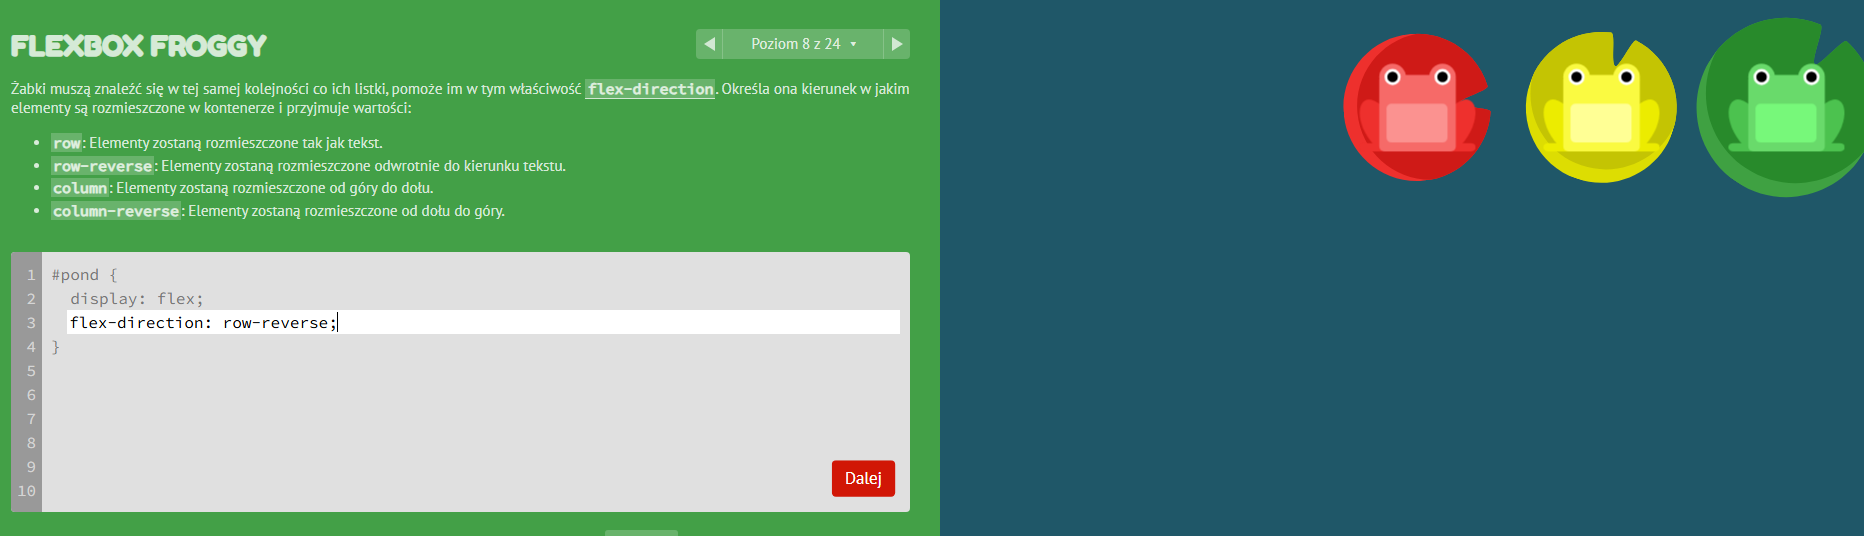 FLEXBOX FROGGY
Poziom 8 z 24
Żabki muszą znaleźć się w tej samej kolejności co ich listki, pomoże im w tym właściwość flex-direction. Określa ona kierunek w jakim
elementy są rozmieszczone w kontenerze i przyjmuje wartości:
• row: Elementy zostaną rozmieszczone tak jak tekst.
• row-reverse: Elementy zostaną rozmieszczone odwrotnie do kierunku tekstu.
• column: Elementy zostaną rozmieszczone od góry do dołu.
• column-reverse: Elementy zostaną rozmieszczone od dołu do góry.
1 #pond {
2 display: flex;
3 flex-direction: row-reverse;
4 }
5
6
7
8
9
10
Dalej